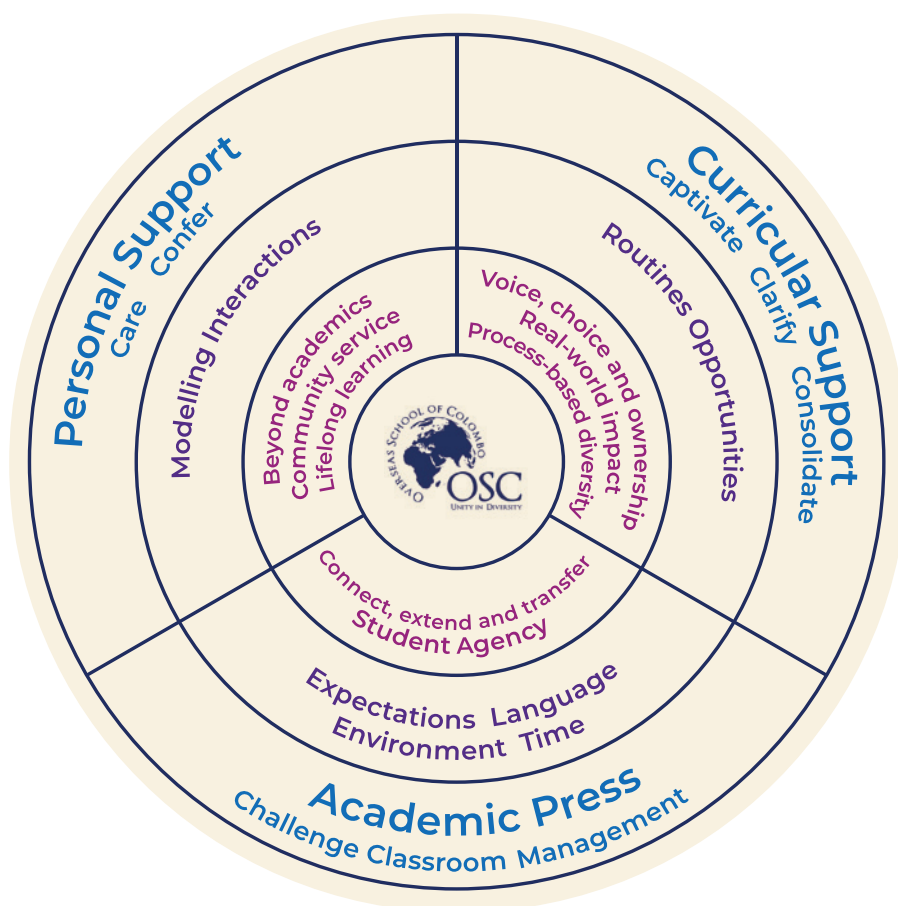 Personal Support
Care Confer
Modelling Interactions
Beyond academics
Community service
Lifelong learning
Curricular Support
Captivate Clarify Consolidate
Routines Opportunities
Voice, choice and ownership
Real-world impact
Process-based diversity
OVERSEAS SCHOOL OF COLOMBO
OSC
UNITY IN DIVERSITY
Connect, extend and transfer
Student Agency
Expectations Language
Environment Time
Academic Press
Challenge Classroom Management